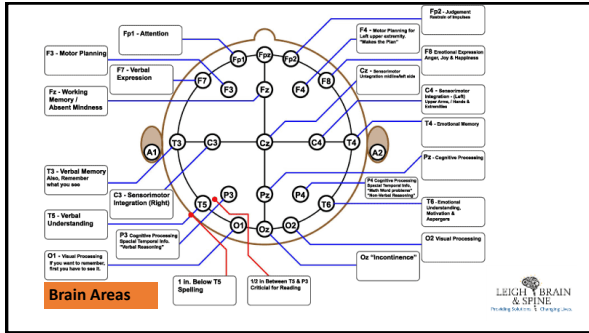 Fp1 - Attention
Fp2 - Judgement
Restrain of Impulses
F3 - Motor Planning
F4 - Motor Planning for
Left upper extremity.
"Makes the Plan"
F7 - Verbal
Expression
F8 Emotional Expression
Anger, Joy & Happiness
Fz - Working
Memory /
Absent Mindness
Cz - Sensorimotor
Untegration midline/left side
C4 - Sensorimotor
Integration - (Left)
Upper Arms, / Hands &
Extremities
T4 - Emotional Memory
Fp1
Fpz
Fp2
F7
F3
Fz
F4
F8
A1
T3
C3
Cz
C4
T4
A2
T5
P3
Pz
P4
T6
O1
Oz
O2
T3 - Verbal Memory
Also, Remember
what you see
C3 - Sensorimotor
Integration (Right)
Pz - Cognitive Processing
P4 Cognitive Processing
Special Temporal Info,
"Math Word problems"
"Non Verbal Reasoning"
T5 - Verbal
Understanding
T6 - Emotional
Understanding,
Motivation &
Aspergers
P3 Cognitive Processing
Special Temporal Info.
"Verbal Reasoning"
O2 Visual Processing
O1 - Visual Processing
If you want to remember,
first you have to see it.
Oz "Incontinence"
1 in. Below T5
Spelling
1/2 in Between T5 & P3
Critical for Reading
Brain Areas
LEIGH BRAIN
& SPINE
Providing Solutions Changing Lives.